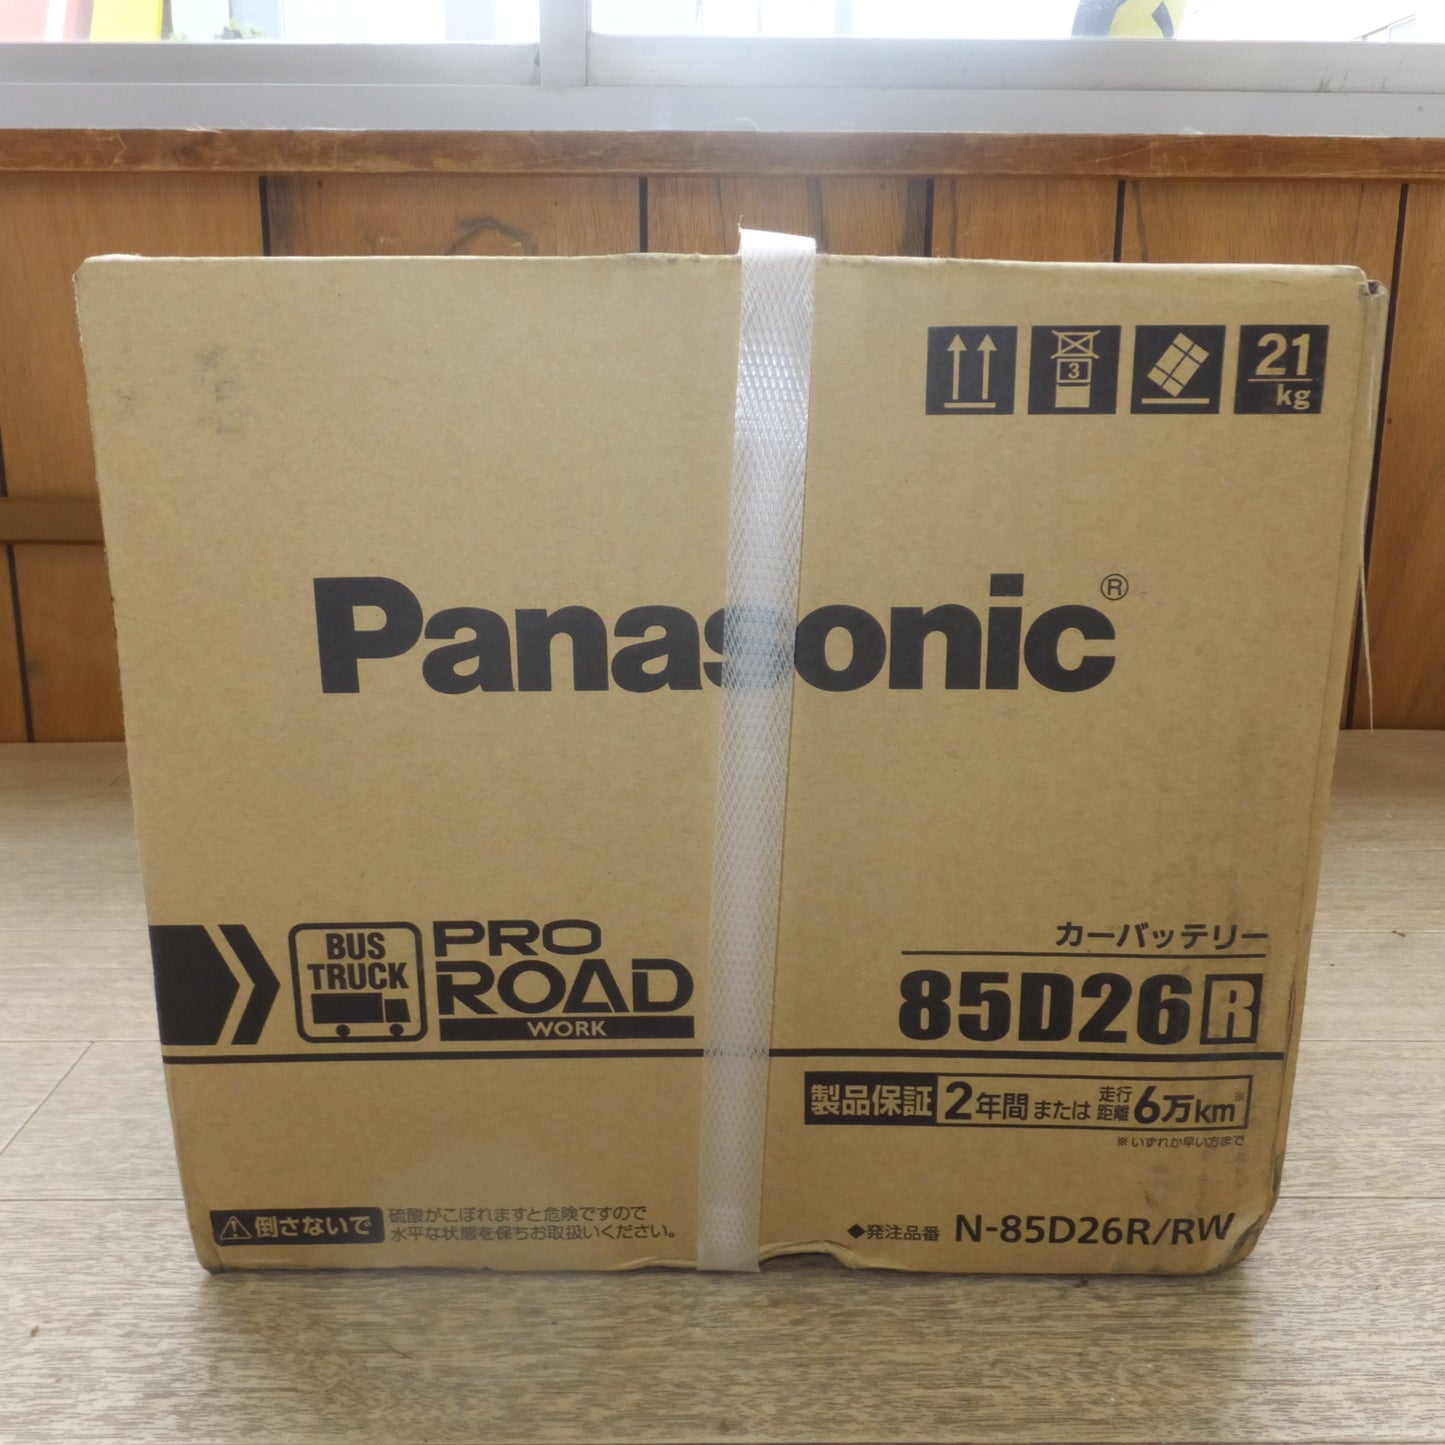 3
21
kg
Panasonic®
BUS
TRUCK
PRO
ROAD
WORK
カーバッテリー
85D26R
製品保証 2年間 または 走行距離 6万km※
※いずれか早い方まで
⚠倒さないで
硫酸がこぼれますと危険ですので
水平な状態を保ちお取扱いください。
◆発注品番 N-85D26R/RW